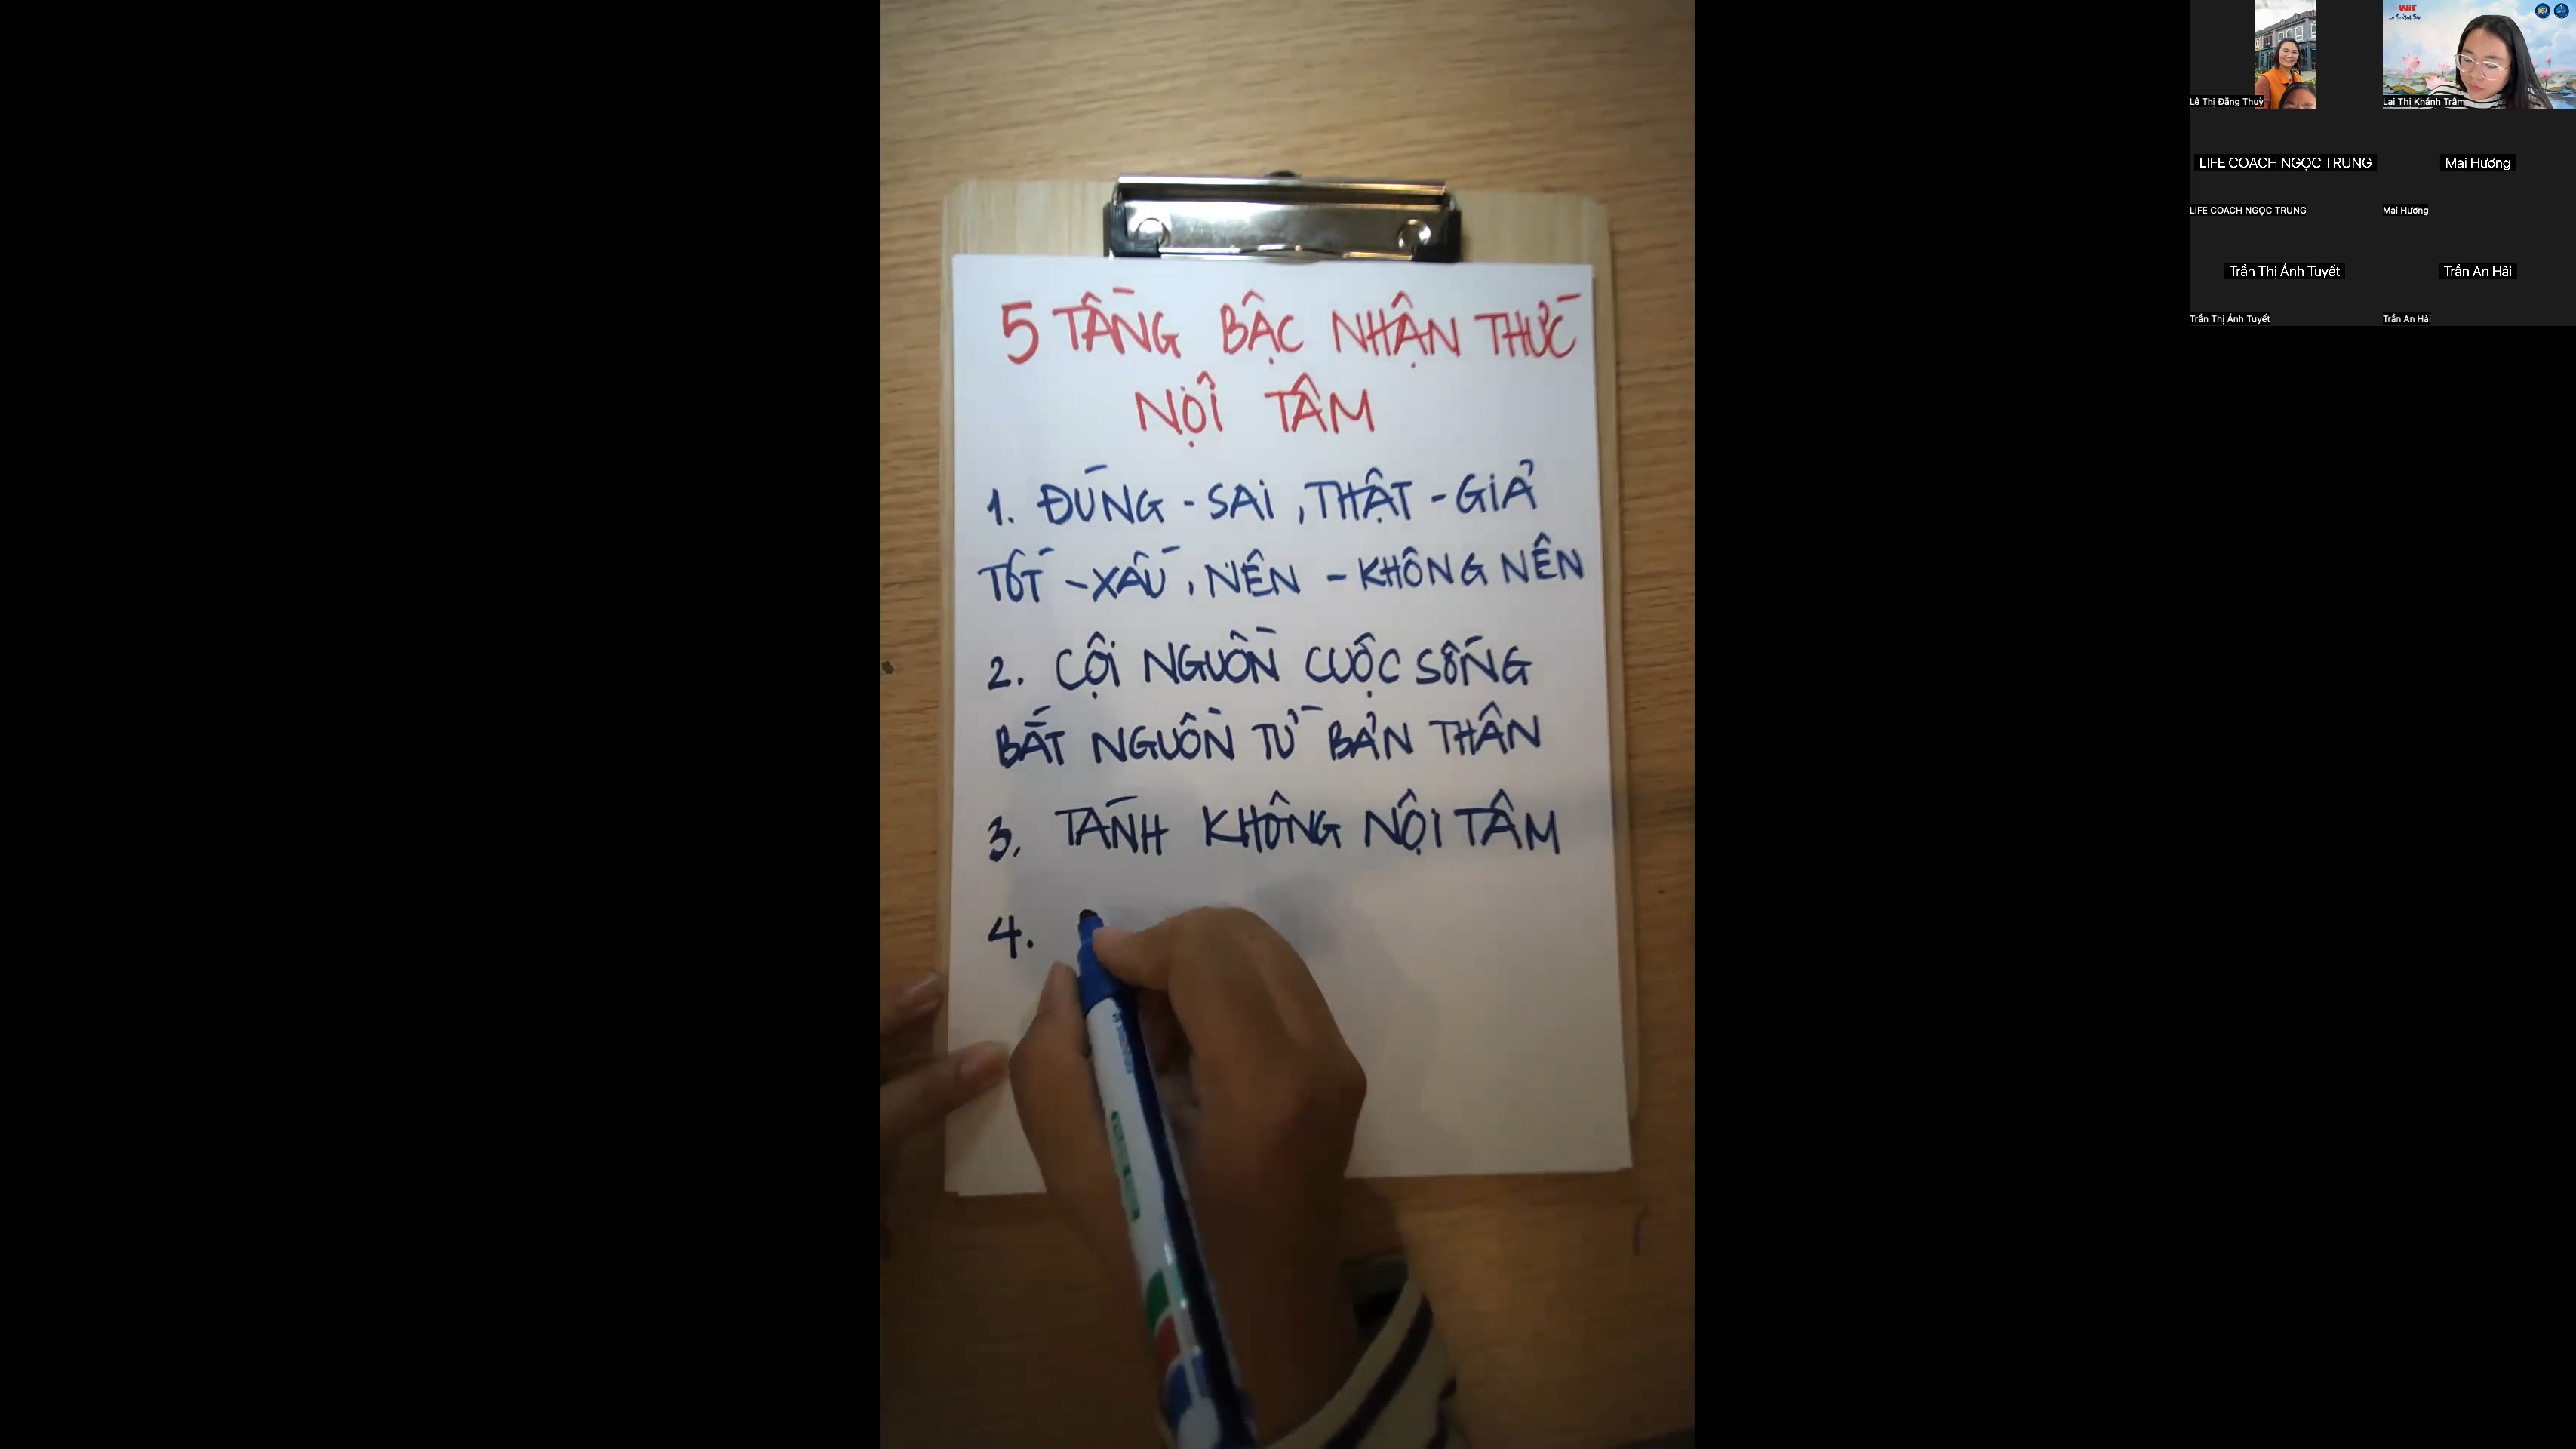 5 TẦNG BẬC NHẬN THỨC
NỘI TÂM
1. ĐÚNG - SAI, THẬT - GIẢ
TỐT - XẤU, NÊN - KHÔNG NÊN
2. CỘI NGUỒN CUỘC SỐNG
BẮT NGUỒN TỪ BẢN THÂN
3. TÁNH KHÔNG NỘI TÂM
4.
WiT
Lê Thị Đăng Thuỳ
Lại Thị Khánh Trâm
LIFE COACH NGỌC TRUNG
Mai Hương
LIFE COACH NGỌC TRUNG
Mai Hương
Trần Thị Ánh Tuyết
Trần An Hải
Trần Thị Ánh Tuyết
Trần An Hải